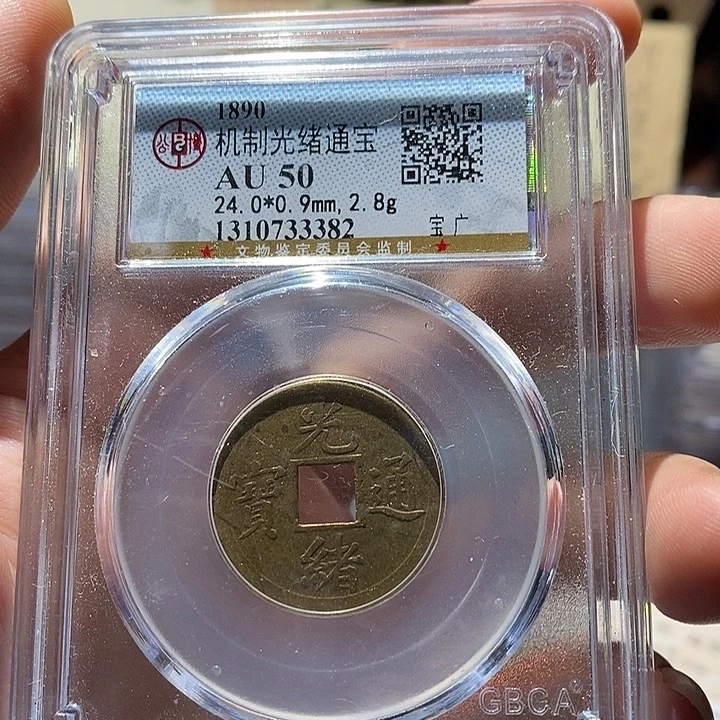 1890
机制光绪通宝
AU 50
24.0*0.9mm,2.8g
1310733382 宝广
文物鉴定委员会监制
光
寶 通
緒
GBCA